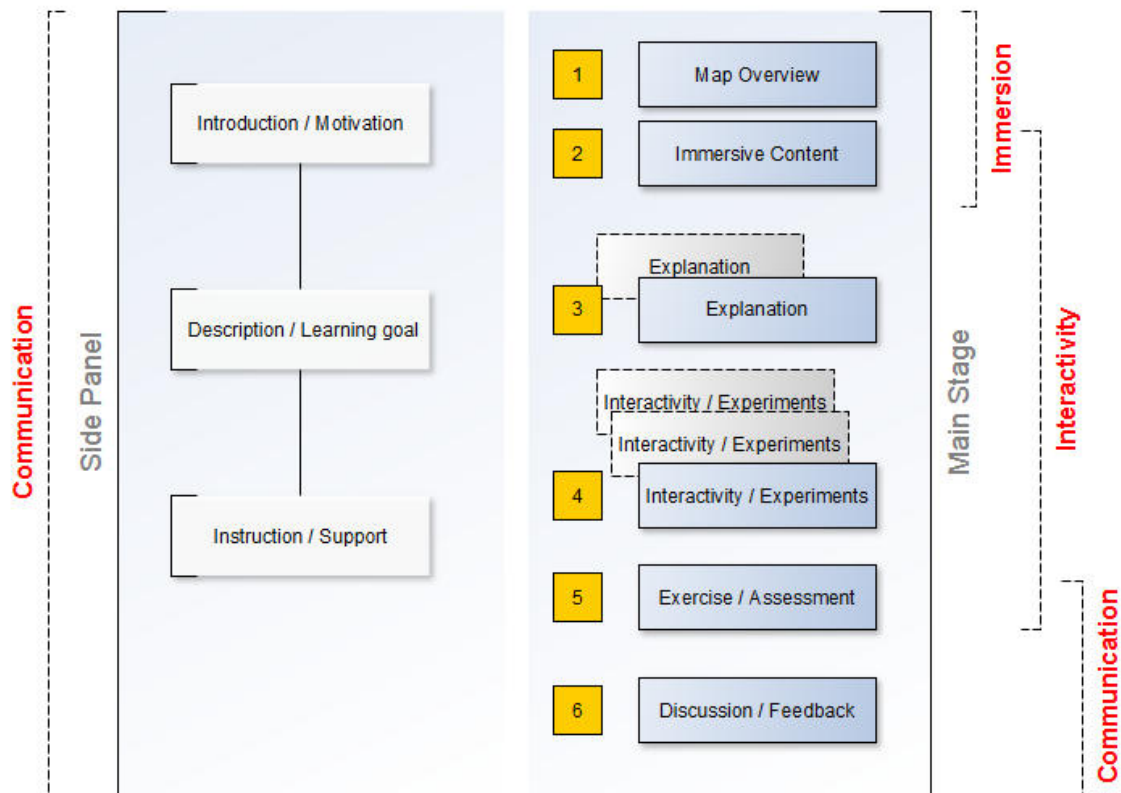 Communication
Side Panel
Introduction / Motivation
Description / Learning goal
Instruction / Support
1
Map Overview
2
Immersive Content
Explanation
3
Explanation
Interactivity / Experiments
Interactivity / Experiments
4
Interactivity / Experiments
5
Exercise / Assessment
6
Discussion / Feedback
Main Stage
Immersion
Interactivity
Communication